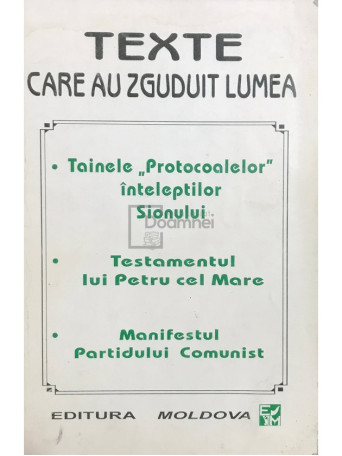 TEXTE
CARE AU ZGUDUIT LUMEA
• Tainele „Protocoalelor”
înteleptilor
Sionului
Doamnei
• Testamentul
lui Petru cel Mare
• Manifestul
Partidului Comunist
EDITURA MOLDOVA